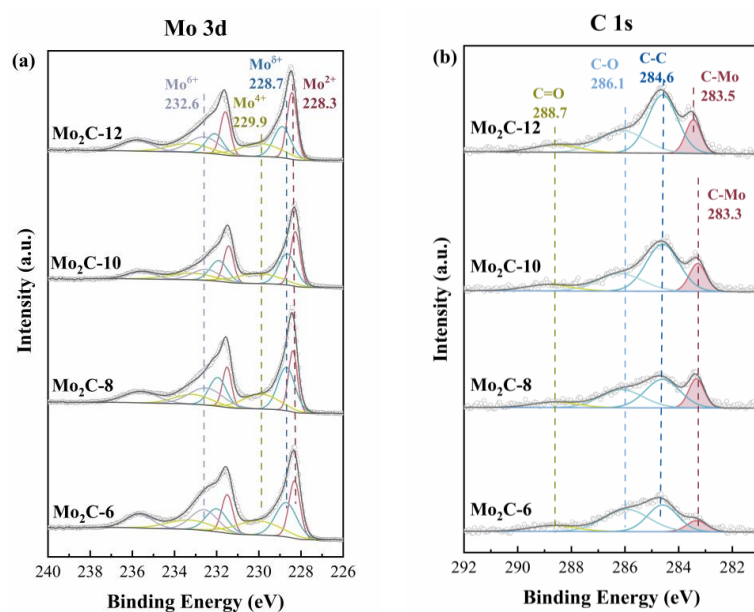 Mo 3d
(a)
Mo⁶⁺
232.6
Mo⁴⁺
229.9
Mo^δ+
228.7
Mo²⁺
228.3
Mo₂C-12
Mo₂C-10
Mo₂C-8
Mo₂C-6
Intensity (a.u.)
240 238 236 234 232 230 228 226
Binding Energy (eV)
C 1s
(b)
C=O
288.7
C-O
286.1
C-C
284,6
C-Mo
283.5
Mo₂C-12
C-Mo
283.3
Mo₂C-10
Mo₂C-8
Mo₂C-6
Intensity (a.u.)
292 290 288 286 284 282
Binding Energy (eV)